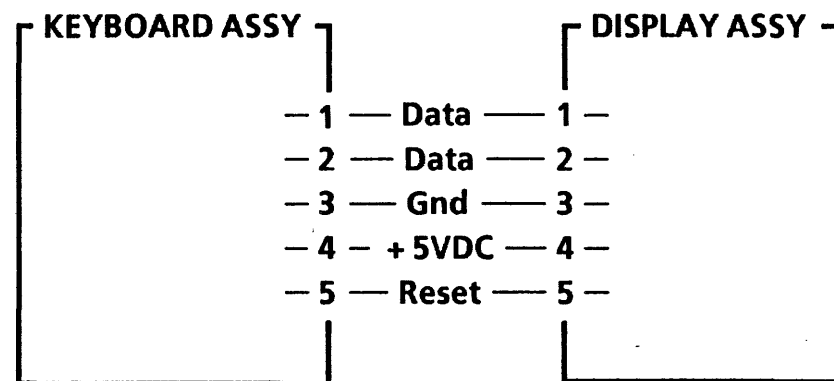 KEYBOARD ASSY DISPLAY ASSY
1 Data 1
2 Data 2
3 Gnd 3
4 + 5VDC 4
5 Reset 5